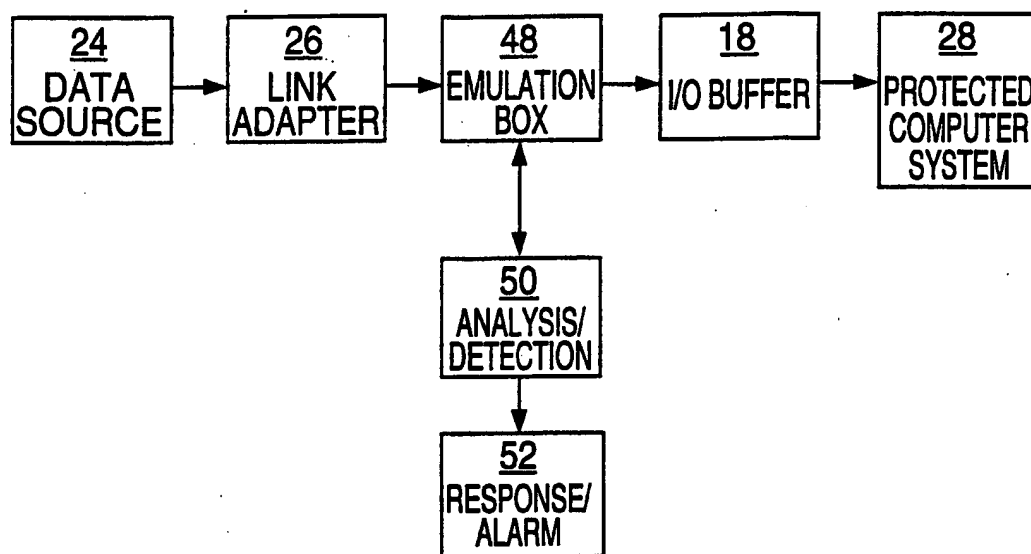 24
DATA
SOURCE
26
LINK
ADAPTER
48
EMULATION
BOX
18
I/O BUFFER
28
PROTECTED
COMPUTER
SYSTEM
50
ANALYSIS/
DETECTION
52
RESPONSE/
ALARM